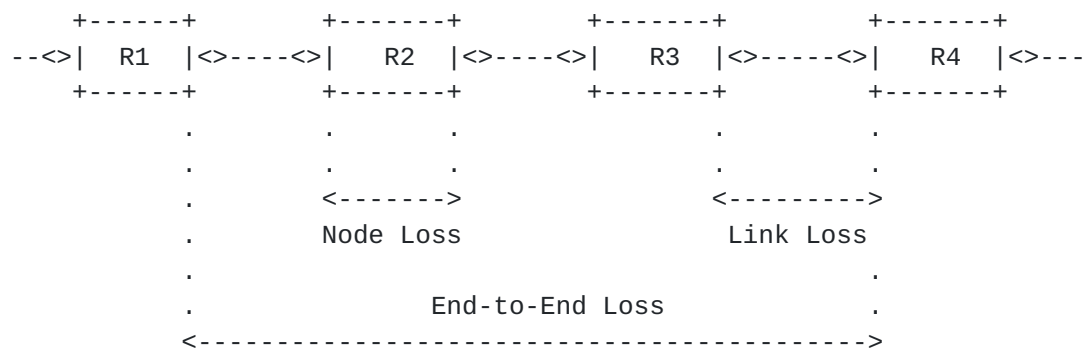 +------+        +-------+        +-------+         +-------+
--<>|  R1  |<>----<>|   R2  |<>----<>|   R3  |<>-----<>|   R4  |<>---
    +------+        +-------+        +-------+         +-------+
           .        .       .                .         .
           .        .       .                .         .
           .        <------->                <--------->
           .        Node Loss                 Link Loss
           .                                           .
           .               End-to-End Loss             .
           <------------------------------------------->